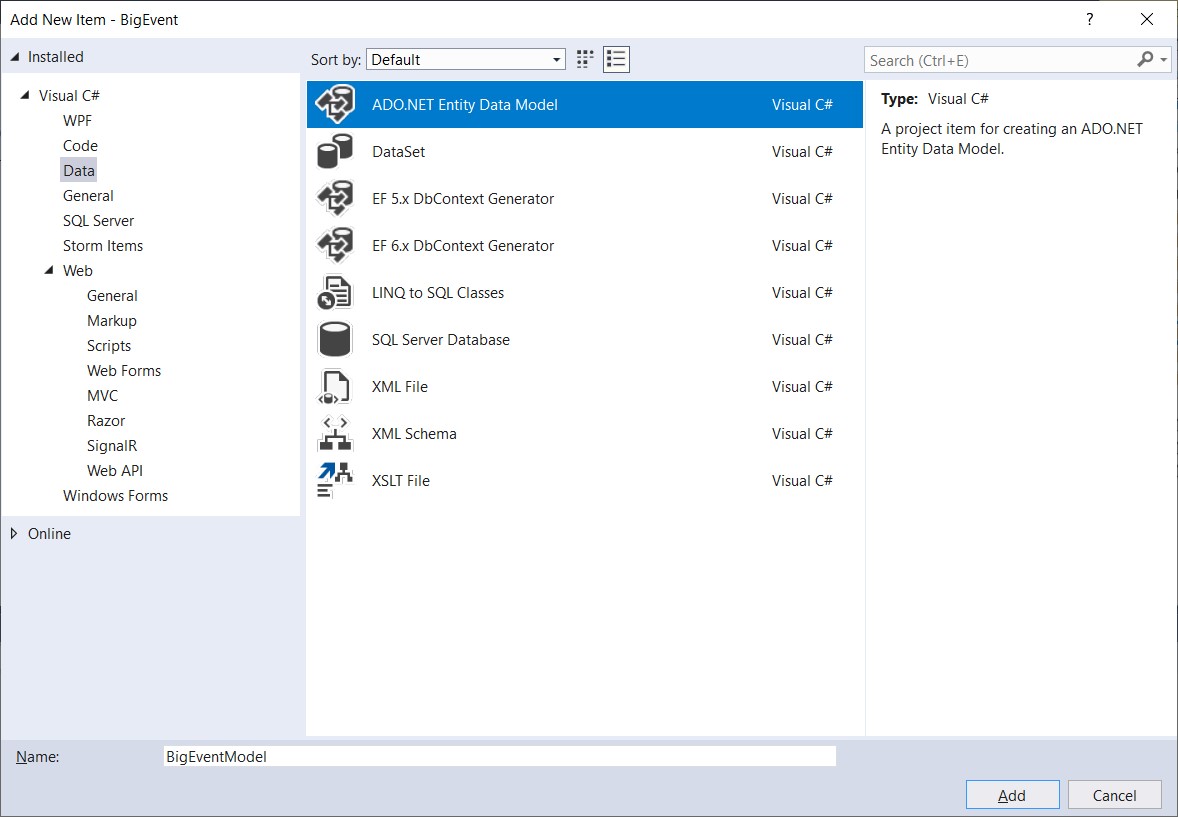 Add New Item - BigEvent
?
Installed
Sort by: Default
Search (Ctrl+E)
Visual C#
WPF
Code
Data
General
SQL Server
Storm Items
Web
General
Markup
Scripts
Web Forms
MVC
Razor
SignalR
Web API
Windows Forms
Online
ADO.NET Entity Data Model Visual C#
DataSet Visual C#
EF 5.x DbContext Generator Visual C#
EF 6.x DbContext Generator Visual C#
LINQ to SQL Classes Visual C#
SQL Server Database Visual C#
XML File Visual C#
XML Schema Visual C#
XSLT File Visual C#
Type: Visual C#
A project item for creating an ADO.NET
Entity Data Model.
Name: BigEventModel
Add Cancel